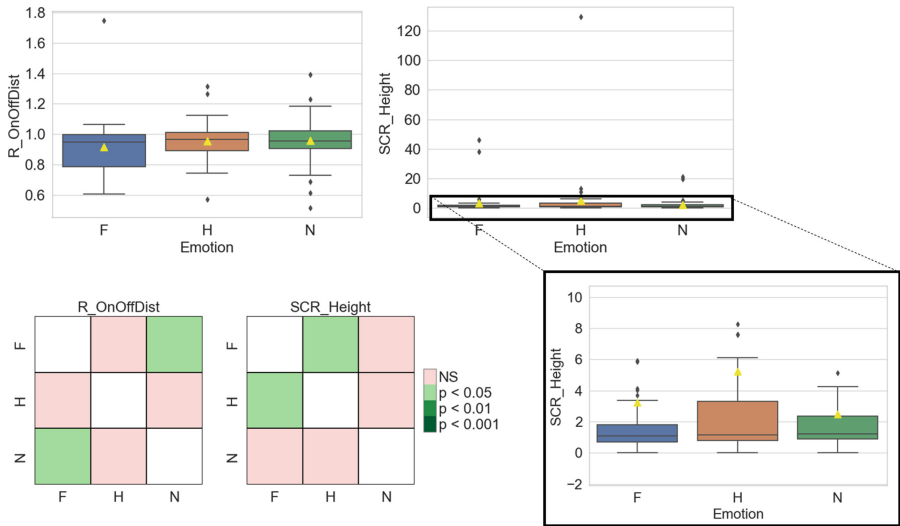 1.8
1.6
1.4
1.2
1.0
0.8
0.6
R_OnOffDist
F H N
Emotion
120
100
80
60
40
20
0
SCR_Height
F H N
Emotion
R_OnOffDist
F
H
N
F H N
SCR_Height
F
H
N
F H N
NS
p < 0.05
p < 0.01
p < 0.001
10
8
6
4
2
0
−2
SCR_Height
F H N
Emotion